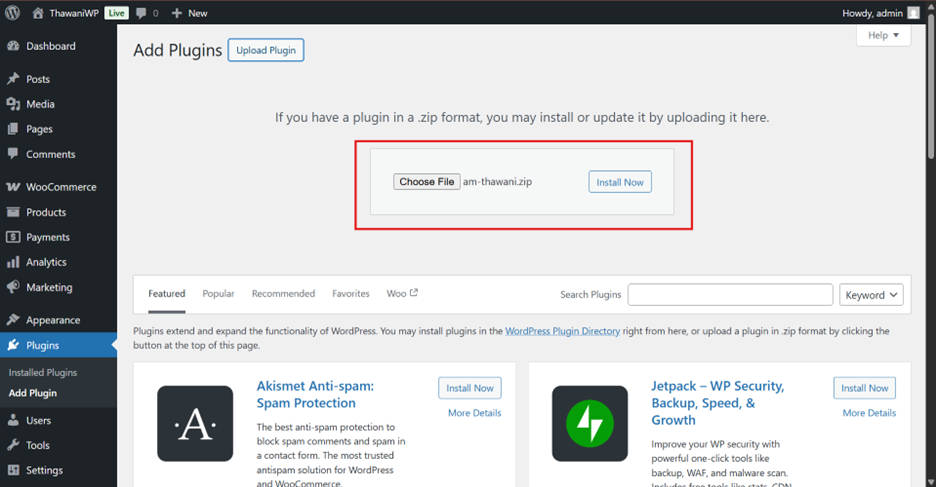 ThawaniWP Live 0 New Howdy, admin
Dashboard
Posts
Media
Pages
Comments
WooCommerce
Products
Payments
Analytics
Marketing
Appearance
Plugins
Installed Plugins
Add Plugin
Users
Tools
Settings
Help
Add Plugins Upload Plugin
If you have a plugin in a .zip format, you may install or update it by uploading it here.
Choose File am-thawani.zip Install Now
Featured Popular Recommended Favorites Woo Search Plugins Keyword
Plugins extend and expand the functionality of WordPress. You may install plugins in the WordPress Plugin Directory right from here, or upload a plugin in .zip format by clicking the
button at the top of this page.
·A·
Akismet Anti-spam:
Spam Protection
Install Now
More Details
The best anti-spam protection to
block spam comments and spam in
a contact form. The most trusted
antispam solution for WordPress
and WooCommerce.
Jetpack – WP Security,
Backup, Speed, &
Growth
Install Now
More Details
Improve your WP security with
powerful one-click tools like
backup, WAF, and malware scan.
Includes free tools like stats, CDN